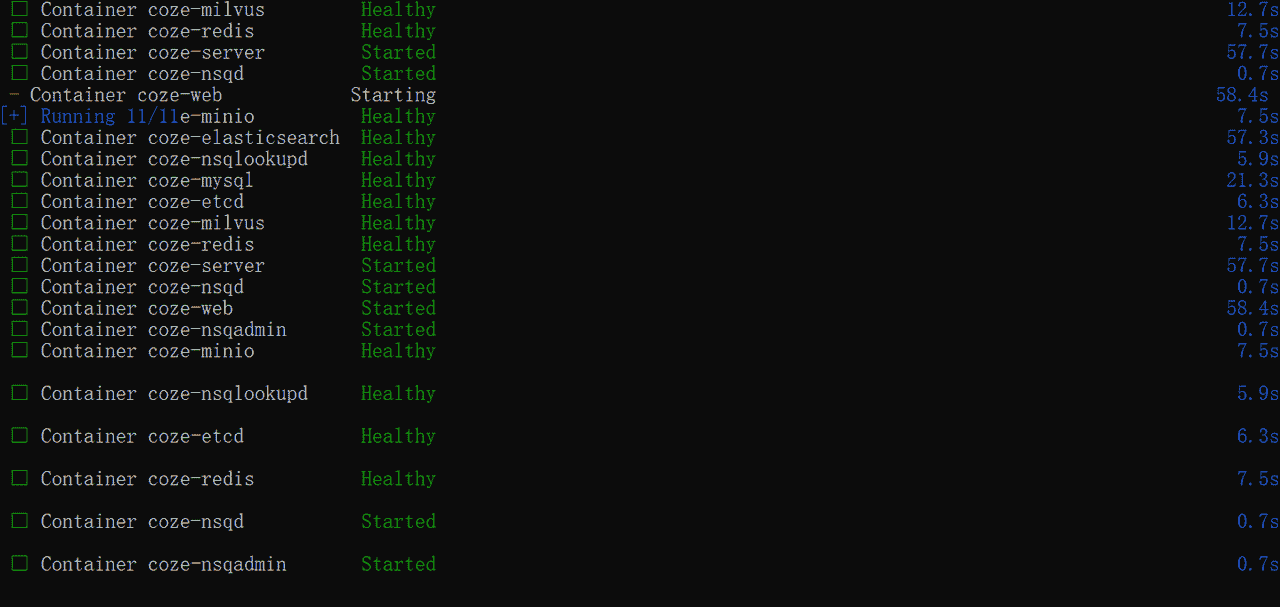 Container coze-milvus Healthy 12.7s
Container coze-redis Healthy 7.5s
Container coze-server Started 57.7s
Container coze-nsqd Started 0.7s
- Container coze-web Starting 58.4s
[+] Running 11/11e-minio Healthy 7.5s
Container coze-elasticsearch Healthy 57.3s
Container coze-nsqlookupd Healthy 5.9s
Container coze-mysql Healthy 21.3s
Container coze-etcd Healthy 6.3s
Container coze-milvus Healthy 12.7s
Container coze-redis Healthy 7.5s
Container coze-server Started 57.7s
Container coze-nsqd Started 0.7s
Container coze-web Started 58.4s
Container coze-nsqadmin Started 0.7s
Container coze-minio Healthy 7.5s
Container coze-nsqlookupd Healthy 5.9s
Container coze-etcd Healthy 6.3s
Container coze-redis Healthy 7.5s
Container coze-nsqd Started 0.7s
Container coze-nsqadmin Started 0.7s